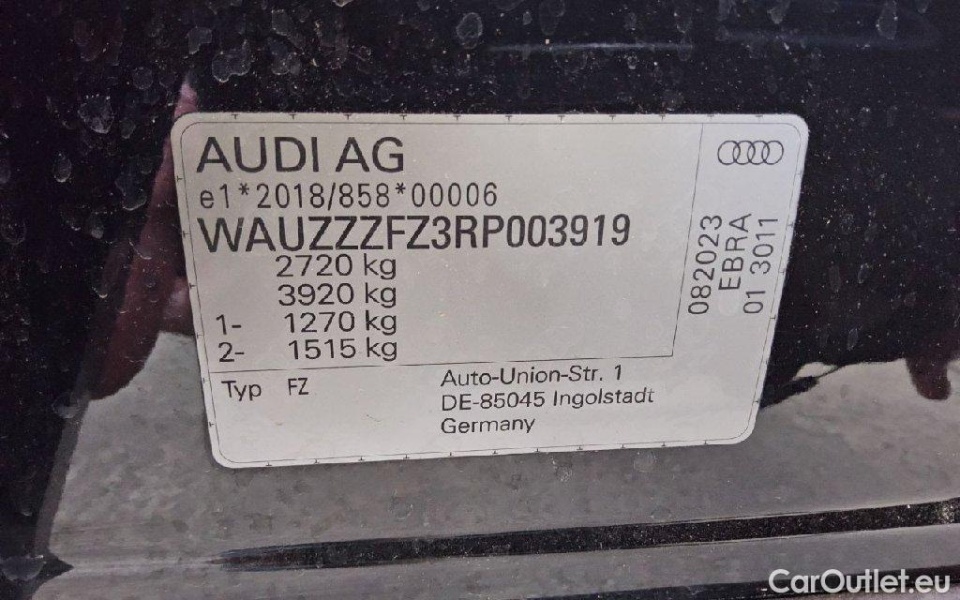 AUDI AG
e1*2018/858*00006
WAUZZZFZ3RP003919
2720 kg
3920 kg
1- 1270 kg
2- 1515 kg
Typ FZ
Auto-Union-Str. 1
DE-85045 Ingolstadt
Germany
082023
EBRA
01 3011
CarOutlet.eu